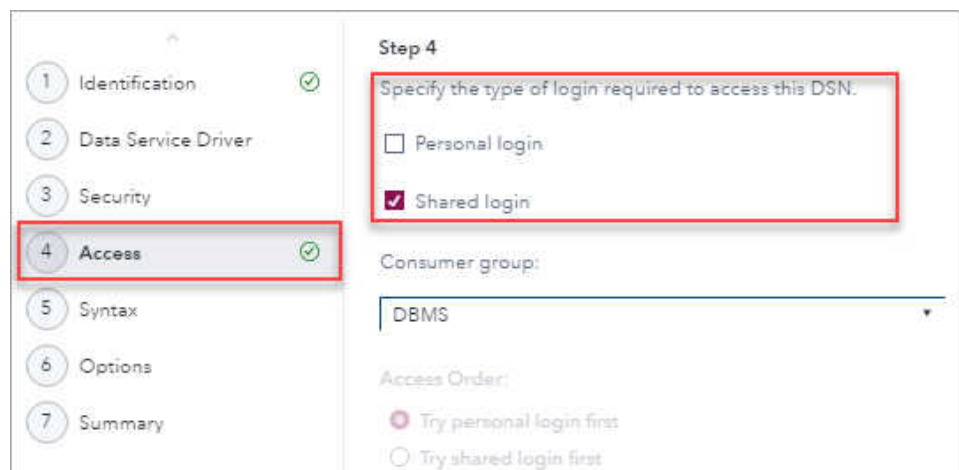 1 Identification
2 Data Service Driver
3 Security
4 Access
5 Syntax
6 Options
7 Summary
Step 4
Specify the type of login required to access this DSN.
Personal login
Shared login
Consumer group:
DBMS
Access Order:
Try personal login first
Try shared login first